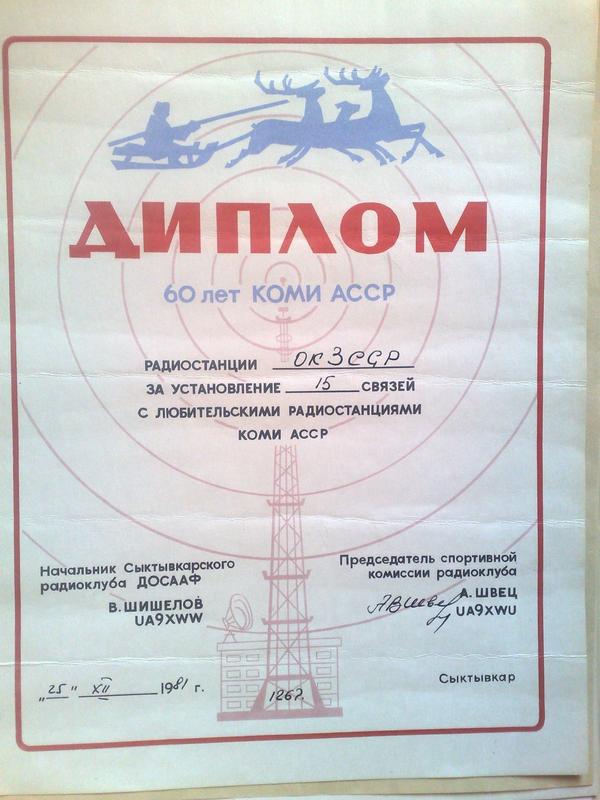 ДИПЛОМ
60 лет КОМИ АССР
РАДИОСТАНЦИИ OK3CGP
ЗА УСТАНОВЛЕНИЕ 15 СВЯЗЕЙ
С ЛЮБИТЕЛЬСКИМИ РАДИОСТАНЦИЯМИ
КОМИ АССР
Начальник Сыктывкарского
радиоклуба ДОСААФ
В. ШИШЕЛОВ
UA9XWW
Председатель спортивной
комиссии радиоклуба
А. ШВЕЦ
UA9XWU
„25" XII 1981 г.
1262
Сыктывкар